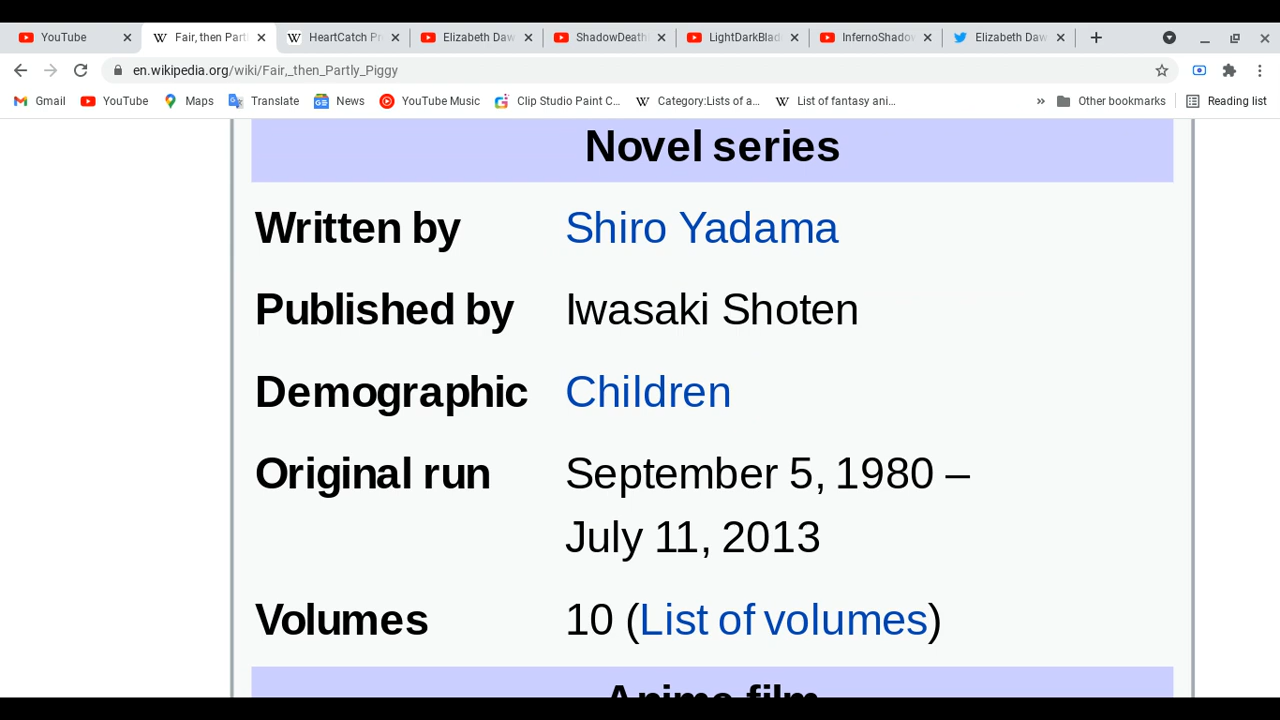 YouTube
Fair, then Part
HeartCatch Pr
Elizabeth Daw
ShadowDeath
LightDarkBlad
InfernoShadow
Elizabeth Daw
en.wikipedia.org/wiki/Fair,_then_Partly_Piggy
Gmail
YouTube
Maps
Translate
News
YouTube Music
Clip Studio Paint C...
Category:Lists of a...
List of fantasy ani...
Other bookmarks
Reading list
Novel series
Written by Shiro Yadama
Published by Iwasaki Shoten
Demographic Children
Original run September 5, 1980 –
July 11, 2013
Volumes 10 (List of volumes)
Anime film